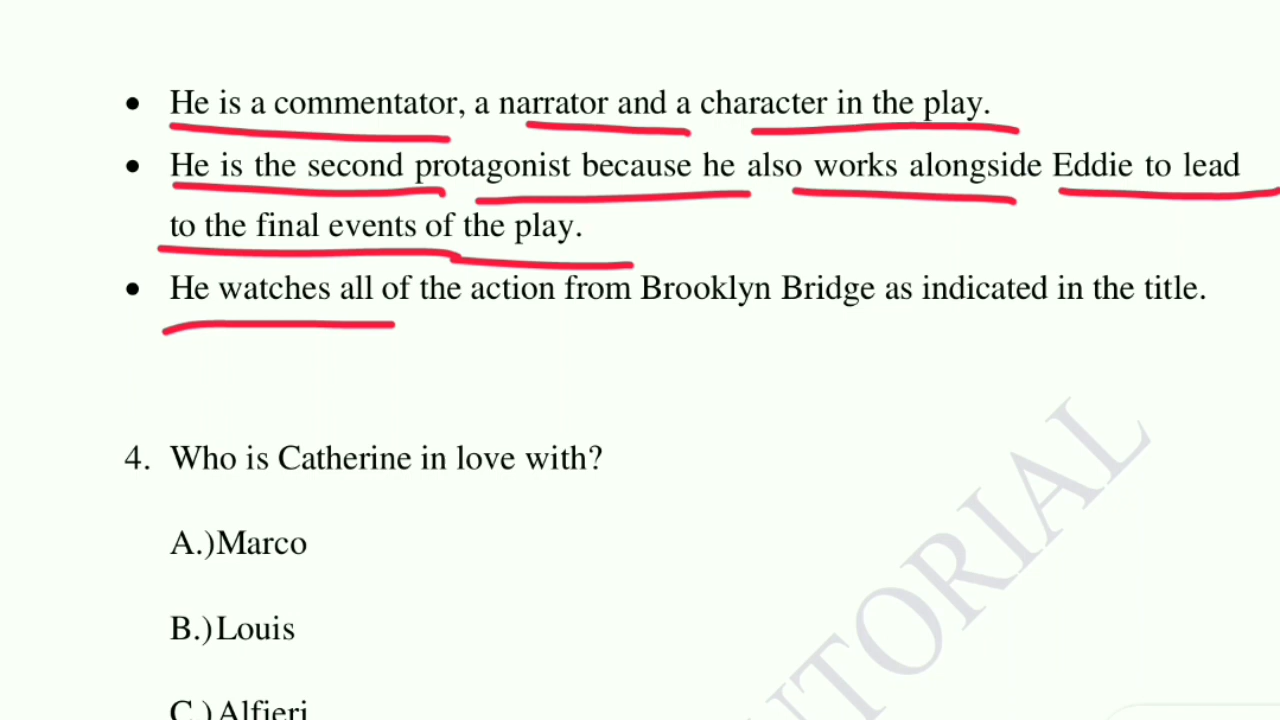 • He is a commentator, a narrator and a character in the play.
• He is the second protagonist because he also works alongside Eddie to lead
to the final events of the play.
• He watches all of the action from Brooklyn Bridge as indicated in the title.
4. Who is Catherine in love with?
A.)Marco
B.)Louis
C.)Alfieri
UTORIAL